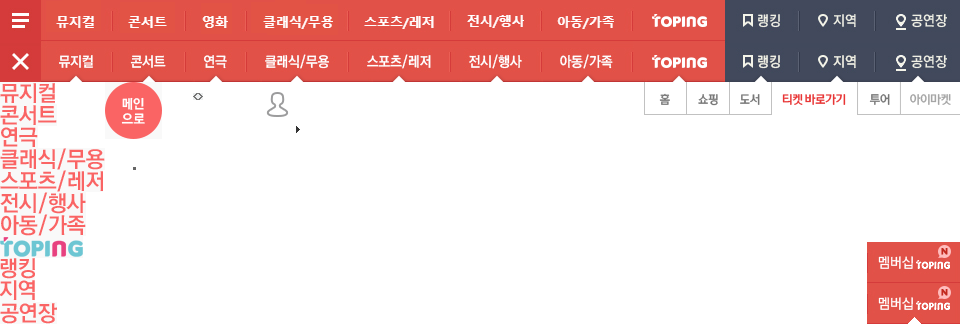 뮤지컬 콘서트 영화 클래식/무용 스포츠/레저 전시/행사 아동/가족 TOPING 랭킹 지역 공연장
뮤지컬 콘서트 연극 클래식/무용 스포츠/레저 전시/행사 아동/가족 TOPING 랭킹 지역 공연장
홈 쇼핑 도서 티켓 바로가기 투어 아이마켓
메인
으로
뮤지컬
콘서트
연극
클래식/무용
스포츠/레저
전시/행사
아동/가족
TOPING
랭킹
지역
공연장
멤버십 TOPING N
멤버십 TOPING N